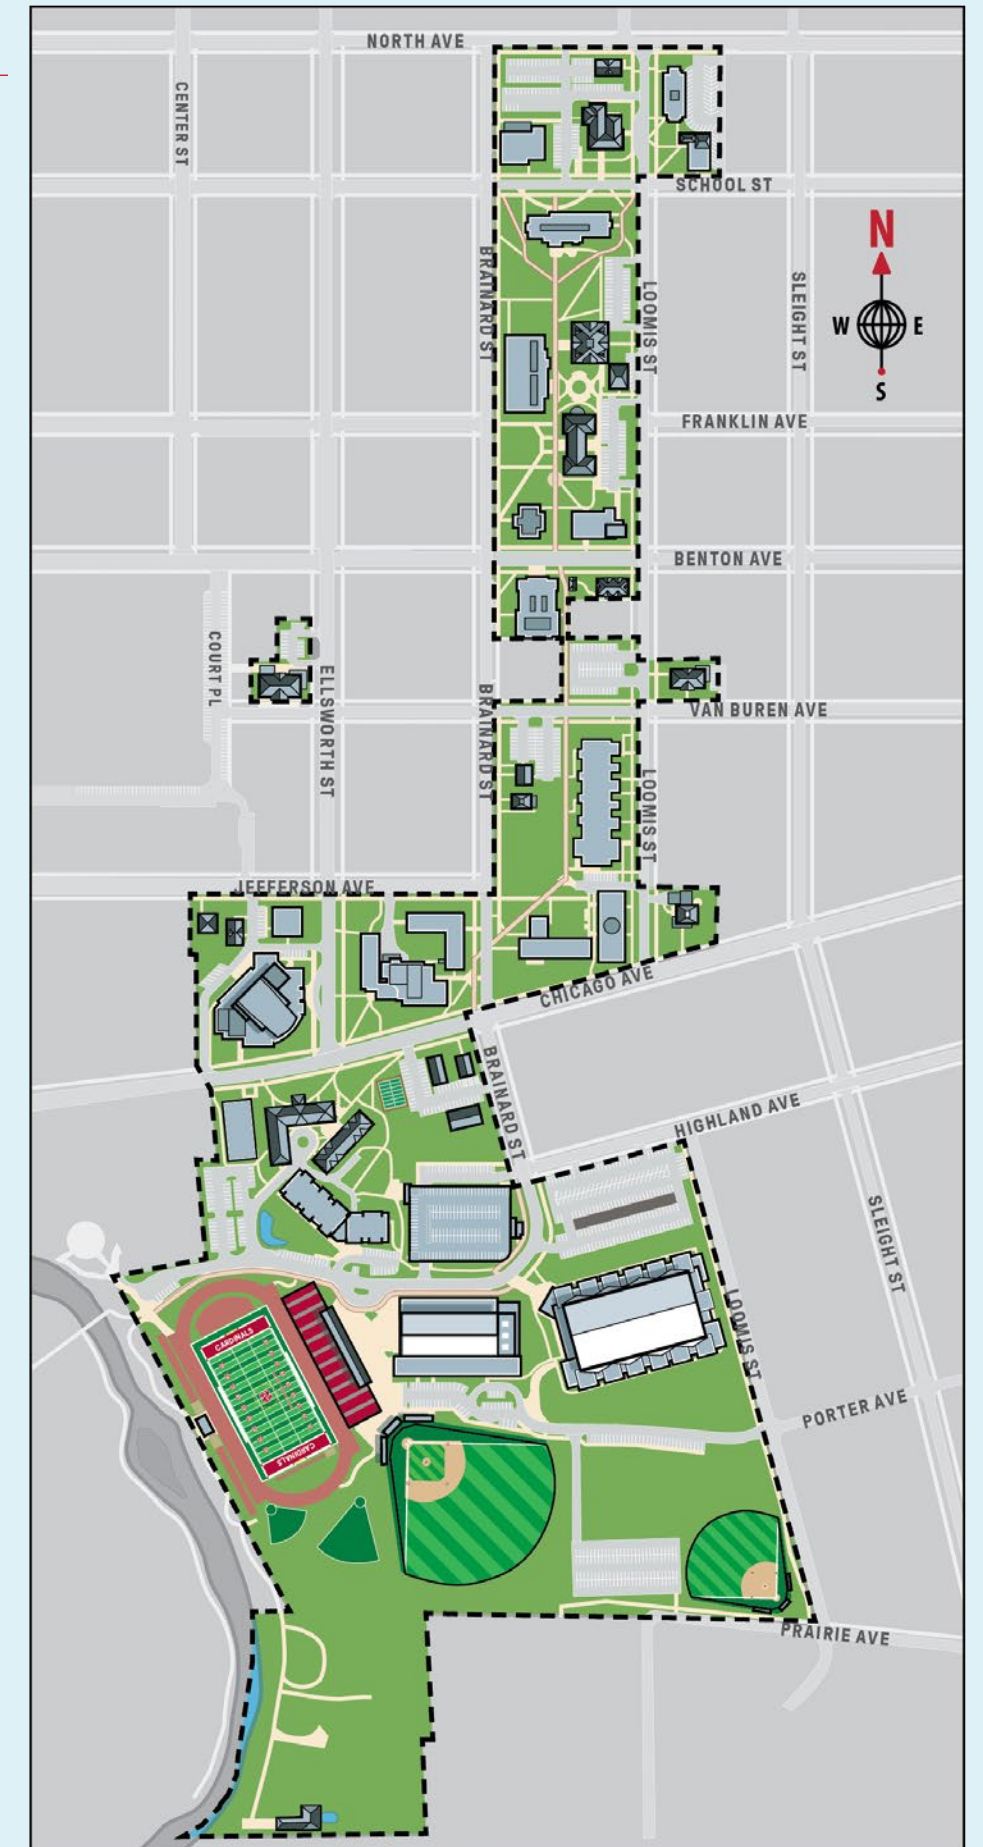 NORTH AVE
CENTER ST
SCHOOL ST
N
W E
S
BRAINARD ST
LOOMIS ST
SLEIGHT ST
FRANKLIN AVE
BENTON AVE
COURT PL
ELLSWORTH ST
BRAINARD ST
VAN BUREN AVE
LOOMIS ST
JEFFERSON AVE
CHICAGO AVE
BRAINARD ST
HIGHLAND AVE
SLEIGHT ST
LOOMIS ST
CARDINALS
CARDINALS
PORTER AVE
PRAIRIE AVE